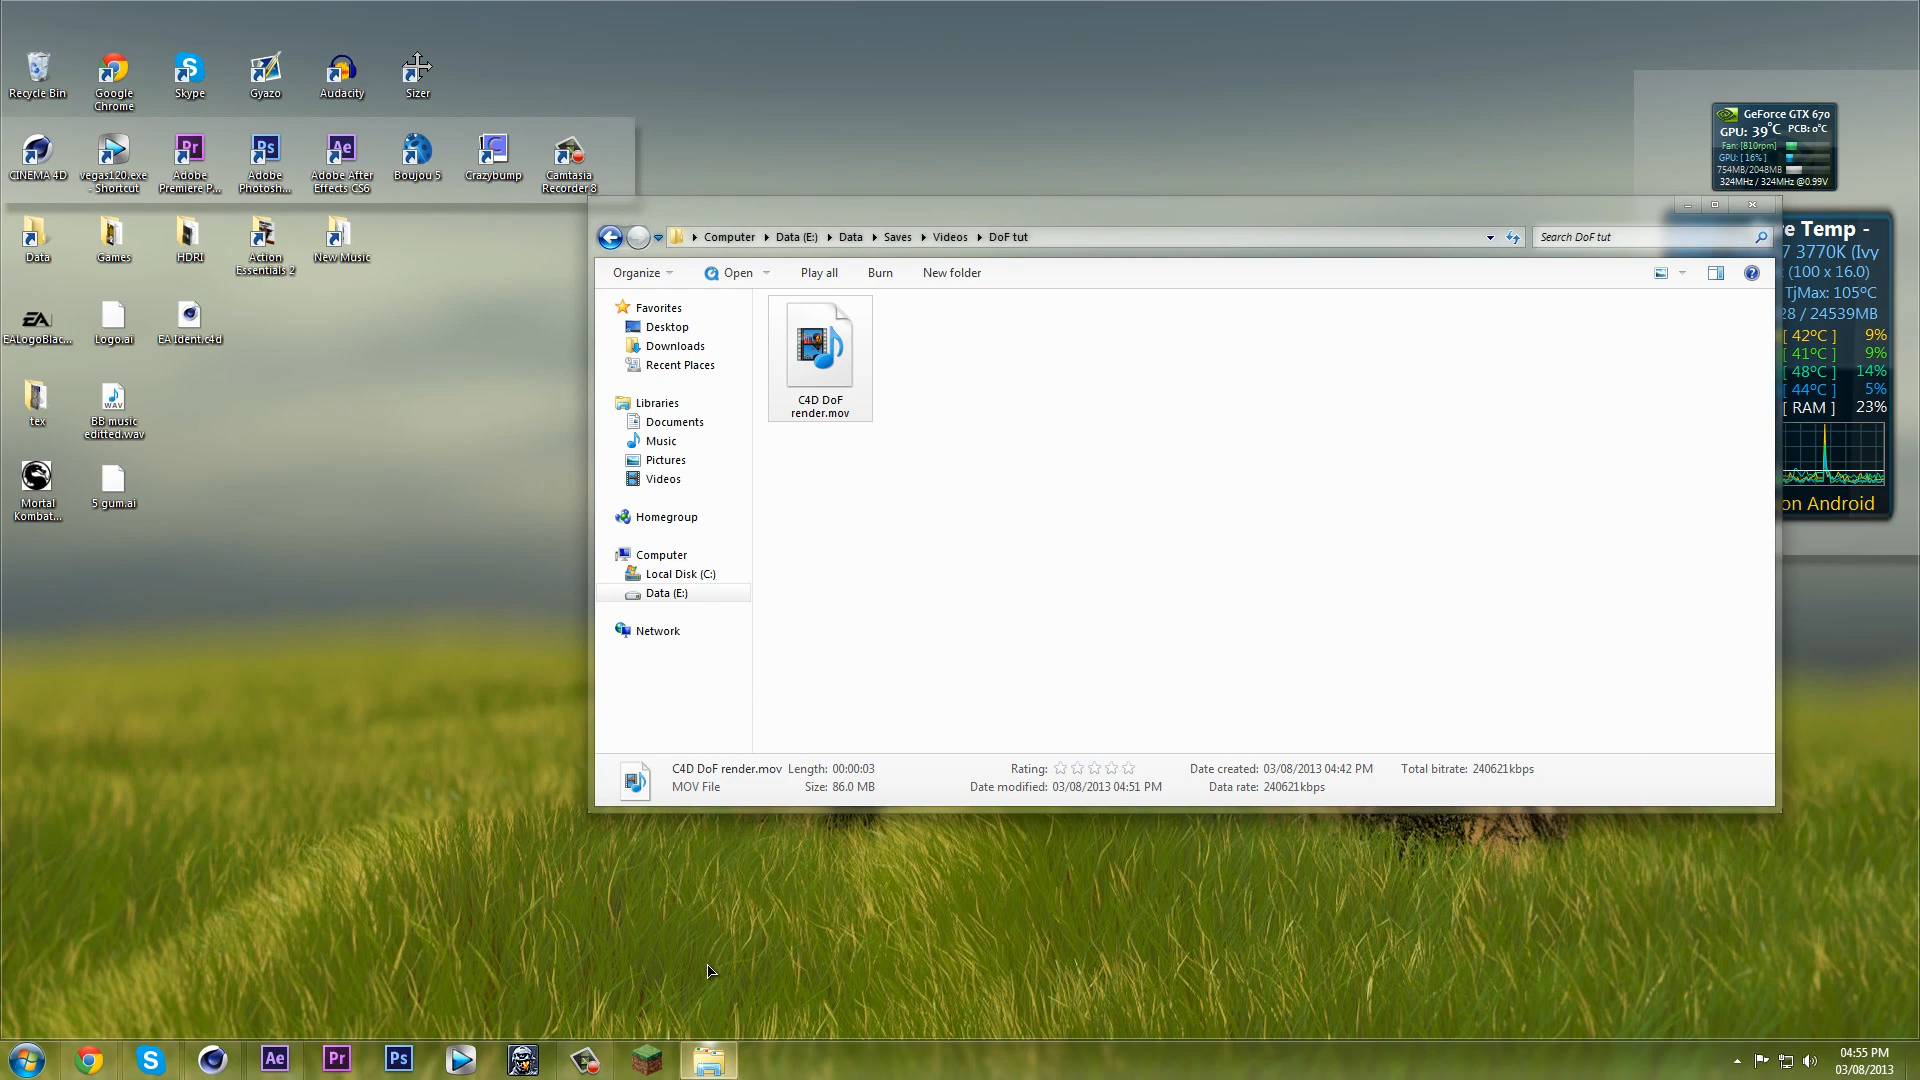 Recycle Bin
Google
Chrome
Skype
Gyazo
Audacity
Sizer
CINEMA 4D
vegas120.exe
- Shortcut
Adobe
Premiere P...
Adobe
Photosh...
Adobe After
Effects CS6
Boujou 5
Crazybump
Camtasia
Recorder 8
Data
Games
HDRI
Action
Essentials 2
New Music
EALogoBlac...
Logo.ai
EA Ident.c4d
tex
BB music
editted.wav
Mortal
Kombat...
5 gum.ai
GeForce GTX 670
GPU: 39°C PCB: 0°C
Fan: [810rpm]
GPU: [ 16% ]
754MB/2048MB
324MHz / 324MHz @0.99V
e Temp -
7 3770K (Ivy
(100 x 16.0)
TjMax: 105ºC
28 / 24539MB
[ 42ºC ] 9%
[ 41ºC ] 9%
[ 48ºC ] 14%
[ 44ºC ] 5%
[ RAM ] 23%
on Android
Computer Data (E:) Data Saves Videos DoF tut
Search DoF tut
Organize Open Play all Burn New folder
Favorites
Desktop
Downloads
Recent Places
Libraries
Documents
Music
Pictures
Videos
Homegroup
Computer
Local Disk (C:)
Data (E:)
Network
C4D DoF
render.mov
C4D DoF render.mov Length: 00:00:03 Rating: Date created: 03/08/2013 04:42 PM Total bitrate: 240621kbps
MOV File Size: 86.0 MB Date modified: 03/08/2013 04:51 PM Data rate: 240621kbps
Ae Pr Ps
04:55 PM
03/08/2013